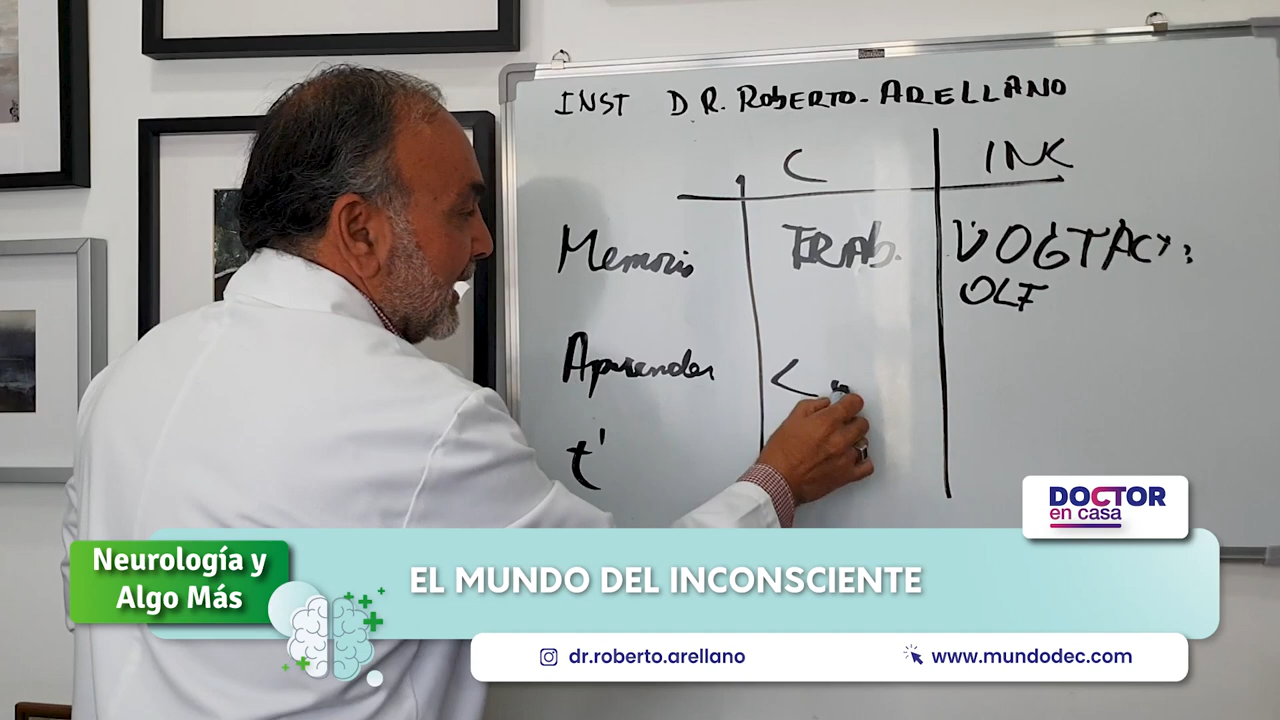 INST DR. ROBERTO-ARELLANO
C INK
Memoris TRAB. VOGTAC
OLF
Aprender
t'
DOCTOR
en casa
Neurología y
Algo Más
EL MUNDO DEL INCONSCIENTE
dr.roberto.arellano
www.mundodec.com